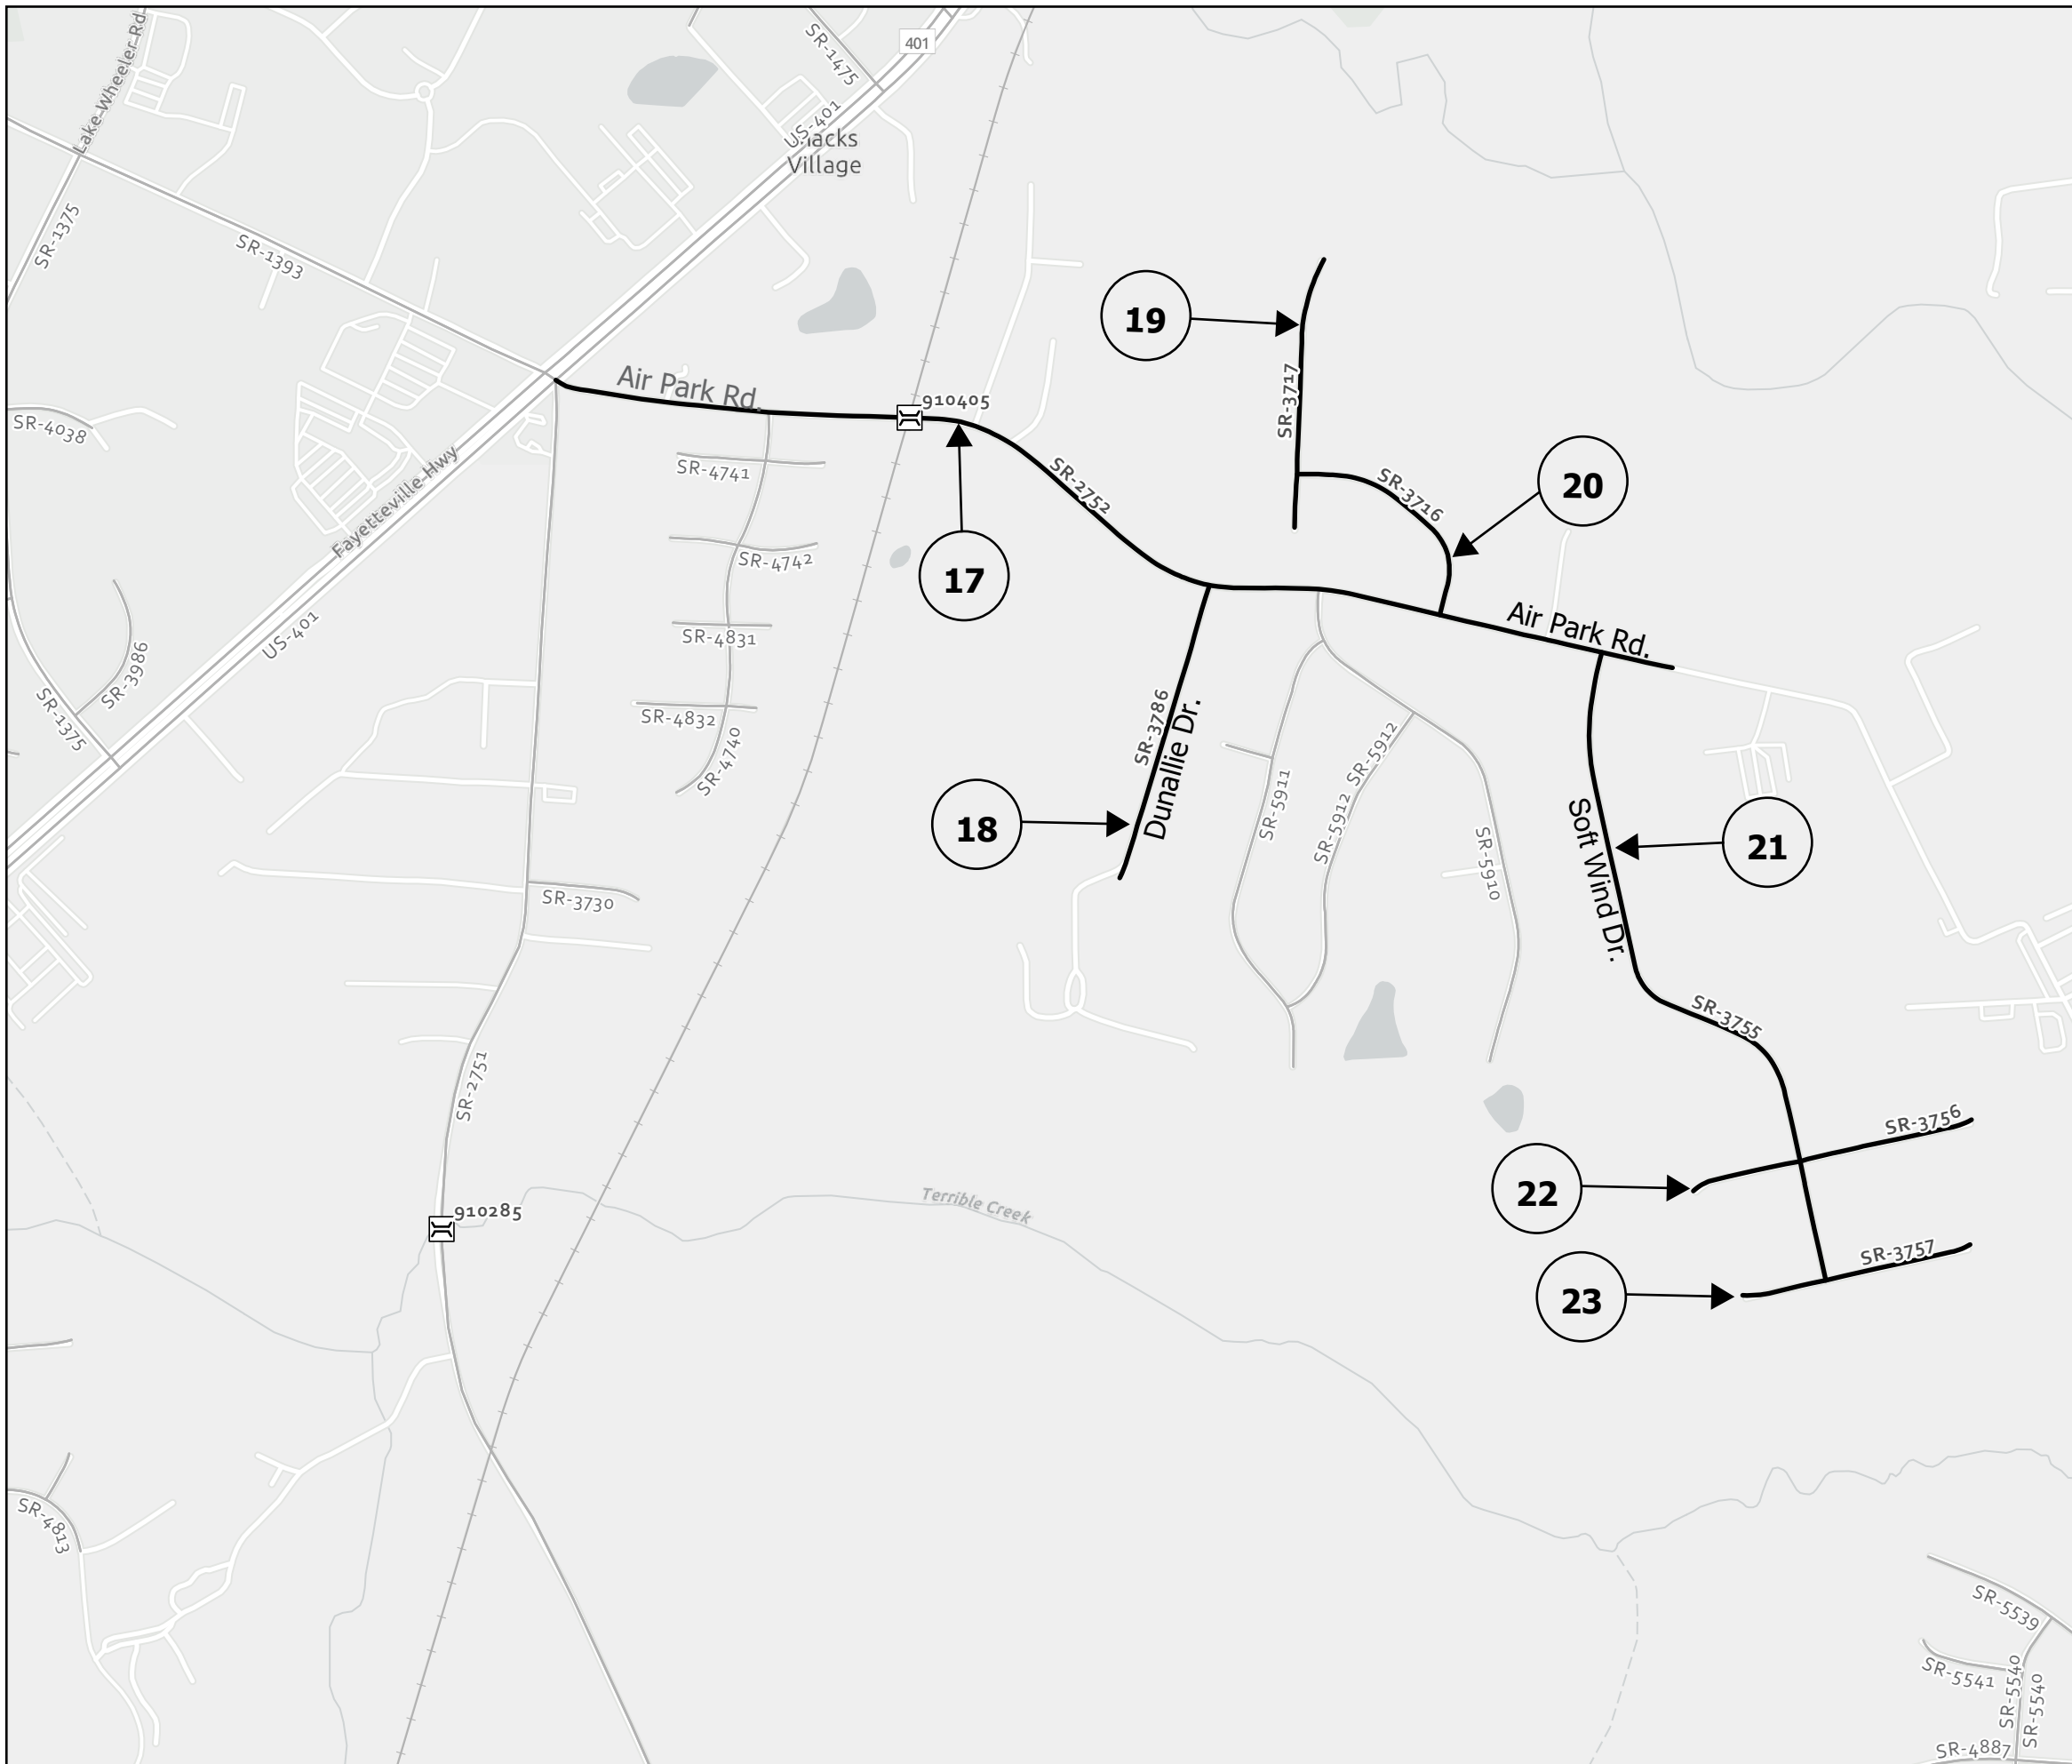 Lake Wheeler Rd
SR-1475
401
US-401
Village
SR-1375
SR-1393
19
Air Park Rd.
910405
SR-3717
SR-4038
SR-4741
SR-2752
SR-3716
20
Fayetteville Hwy
SR-4742
17
US-401
SR-4831
Air Park Rd.
SR-3986
SR-1375
SR-4832
SR-4740
SR-3786
Dunallie Dr.
SR-5912
SR-5911
SR-5912
18
SR-5910
Soft Wind Dr.
21
SR-3730
SR-3755
SR-2751
SR-3756
22
Terrible Creek
910285
SR-3757
23
SR-4813
SR-5539
SR-5541
SR-5540
SR-5540
SR-4887